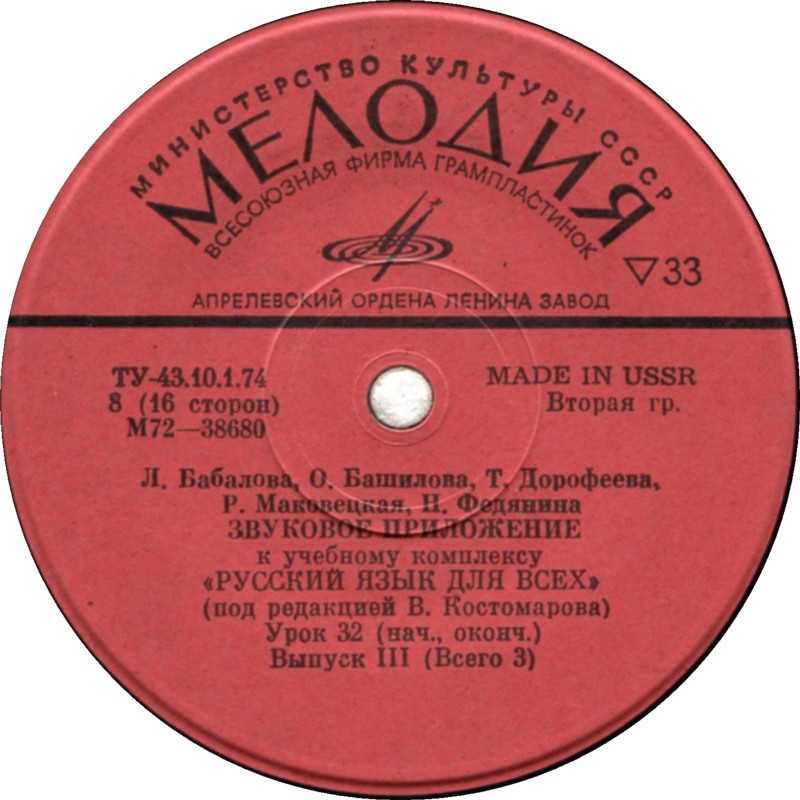 МИНИСТЕРСТВО КУЛЬТУРЫ СССР
МЕЛОДИЯ
ВСЕСОЮЗНАЯ ФИРМА ГРАМПЛАСТИНОК
▽33
АПРЕЛЕВСКИЙ ОРДЕНА ЛЕНИНА ЗАВОД
ТУ-43.10.1.74
8 (16 сторон)
М72—38680
MADE IN USSR
Вторая гр.
Л. Бабалова, О. Башилова, Т. Дорофеева,
Р. Маковецкая, Н. Федянина
ЗВУКОВОЕ ПРИЛОЖЕНИЕ
к учебному комплексу
«РУССКИЙ ЯЗЫК ДЛЯ ВСЕХ»
(под редакцией В. Костомарова)
Урок 32 (нач., оконч.)
Выпуск III (Всего 3)